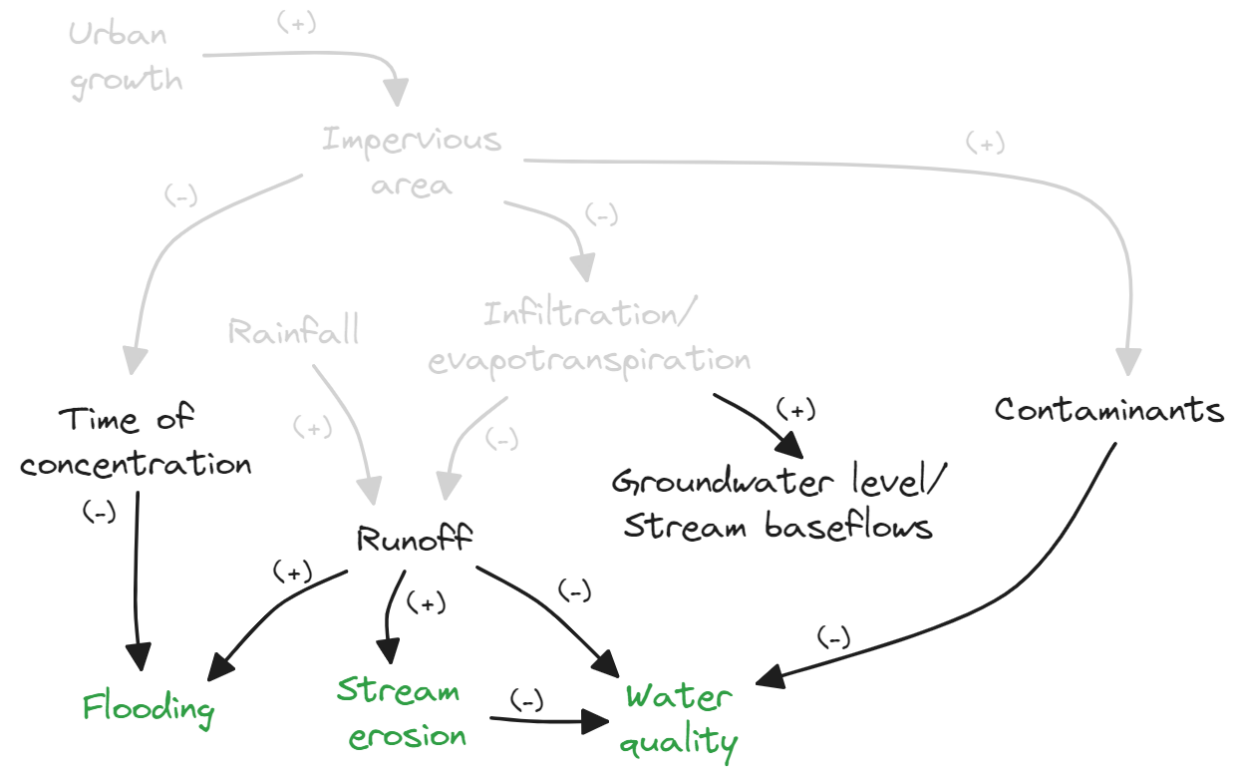 Urban
growth
(+)
Impervious
area
(+)
(-)
(-)
Rainfall
Infiltration/
evapotranspiration
(+)
(-)
(+)
Time of
concentration
(-)
Contaminants
Groundwater level/
Stream baseflows
Runoff
(+)
(+)
(-)
(-)
Flooding
Stream
erosion
(-)
Water
quality